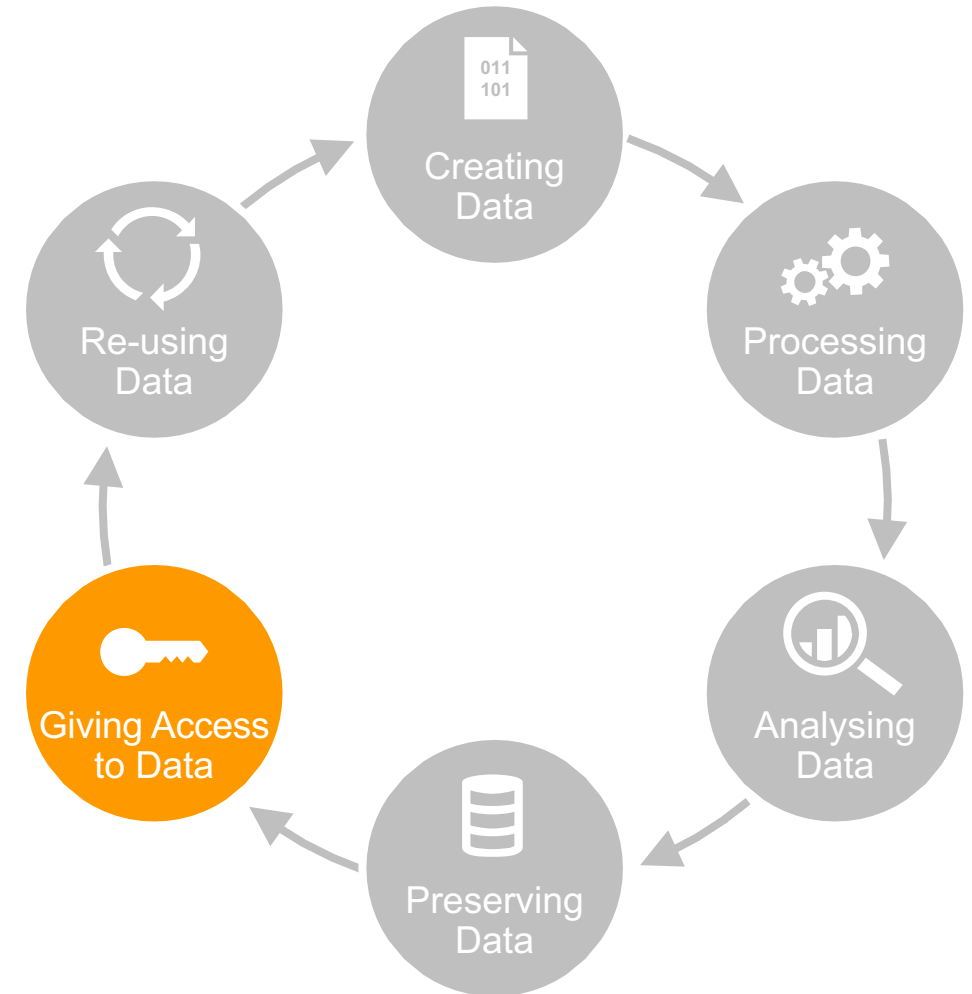 011
101
Creating
Data
Processing
Data
Analysing
Data
Preserving
Data
Giving Access
to Data
Re-using
Data